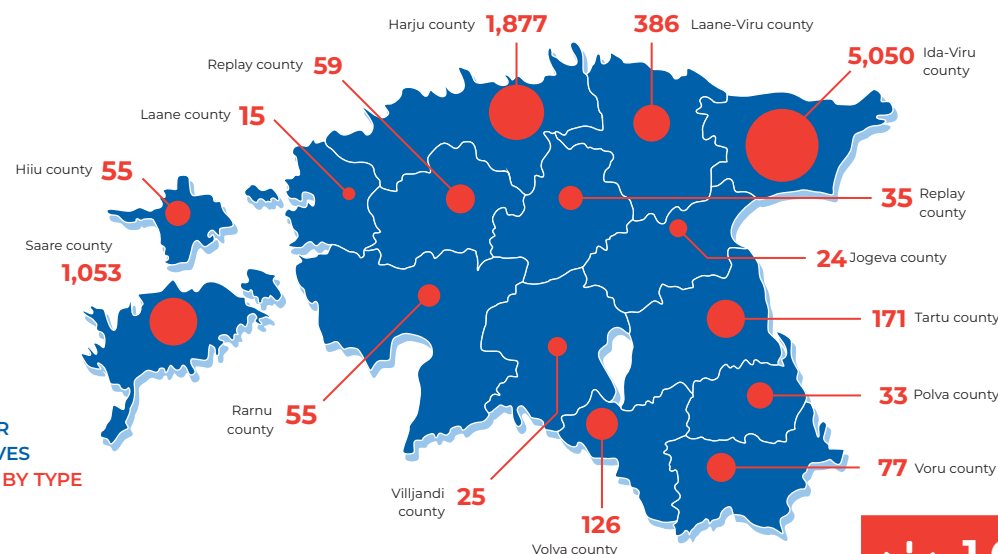 Harju county 1,877
386 Laane-Viru county
5,050 Ida-Viru
county
Replay county 59
Laane county 15
Hiiu county 55
35 Replay
county
Saare county
1,053
24 Jogeva county
171 Tartu county
33 Polva county
Rarnu
county 55
77 Voru county
Villjandi
county 25
126
Volva county
BY TYPE